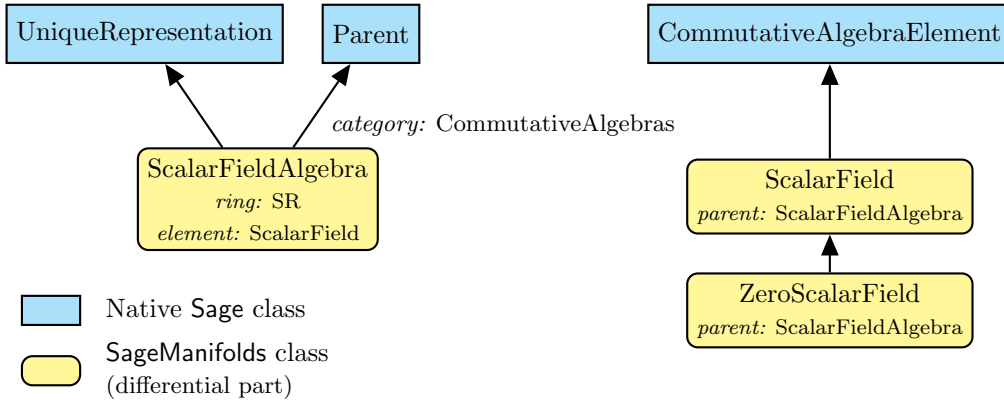 UniqueRepresentation
Parent
CommutativeAlgebraElement
category: CommutativeAlgebras
ScalarFieldAlgebra
ring: SR
element: ScalarField
ScalarField
parent: ScalarFieldAlgebra
ZeroScalarField
parent: ScalarFieldAlgebra
Native Sage class
SageManifolds class
(differential part)